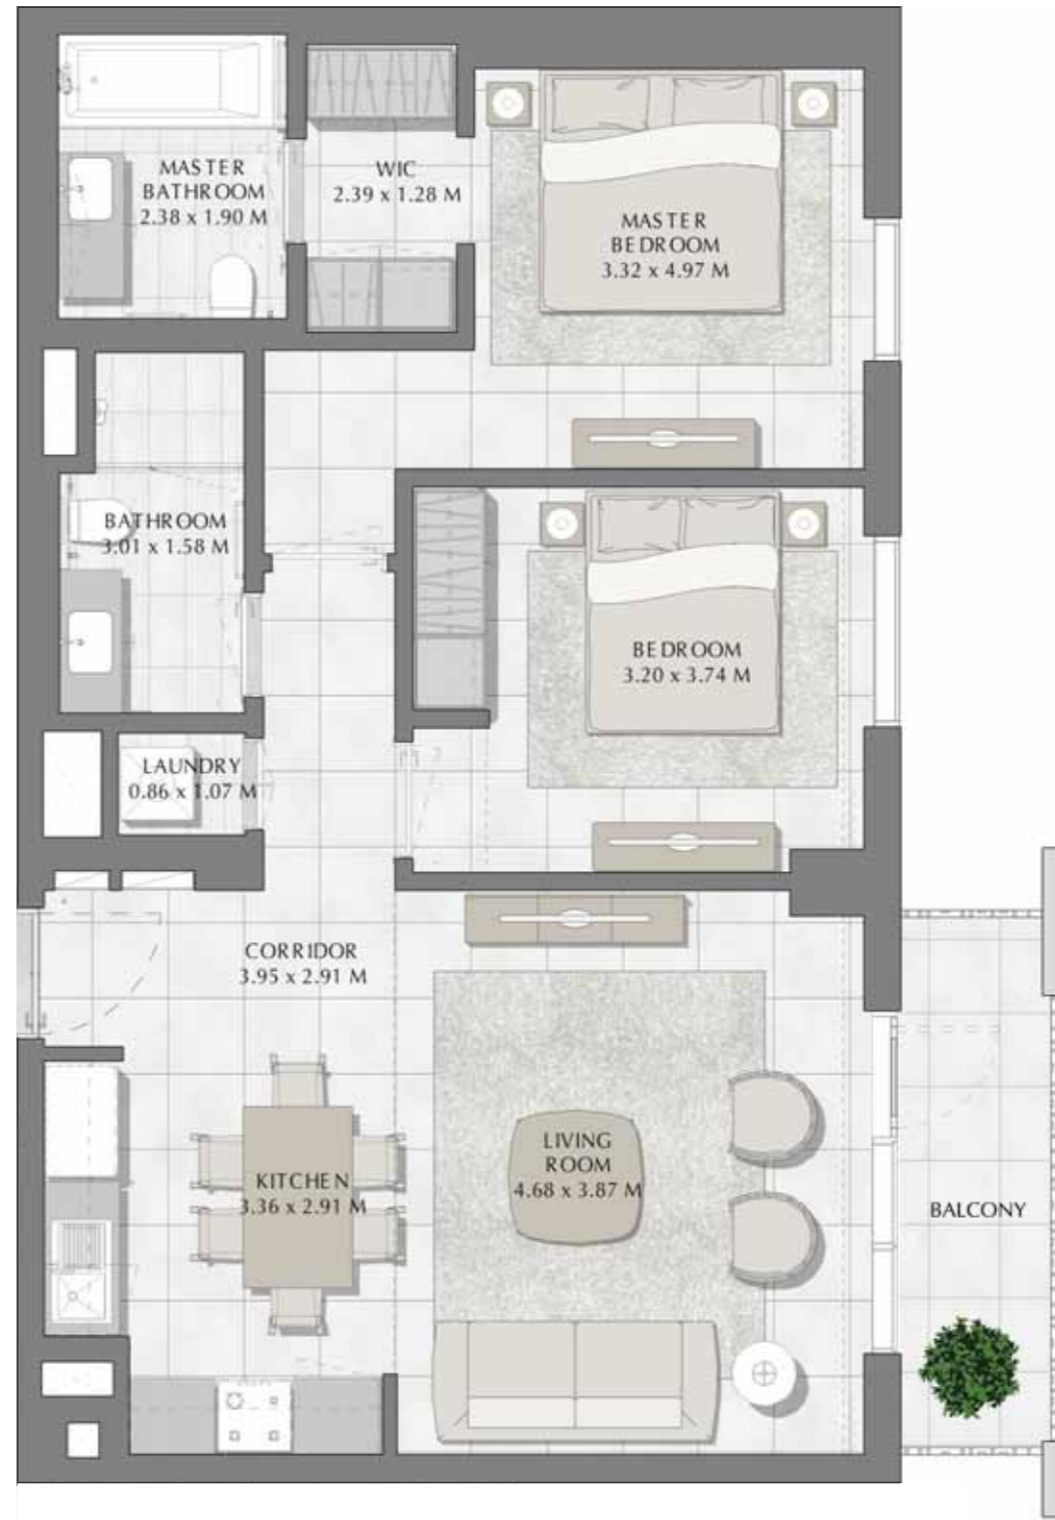 MASTER
BATHROOM
2.38 x 1.90 M
WIC
2.39 x 1.28 M
MASTER
BEDROOM
3.32 x 4.97 M
BATHROOM
3.01 x 1.58 M
BEDROOM
3.20 x 3.74 M
LAUNDRY
0.86 x 1.07 M
CORRIDOR
3.95 x 2.91 M
KITCHEN
3.36 x 2.91 M
LIVING
ROOM
4.68 x 3.87 M
BALCONY